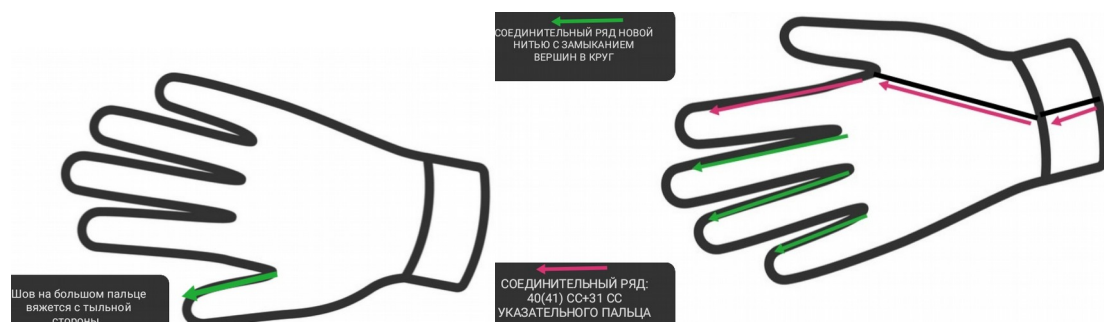 Шов на большом пальце
вяжется с тыльной
стороны
СОЕДИНИТЕЛЬНЫЙ РЯД НОВОЙ
НИТЬЮ С ЗАМЫКАНИЕМ
ВЕРШИН В КРУГ
СОЕДИНИТЕЛЬНЫЙ РЯД:
40(41) СС+31 СС
УКАЗАТЕЛЬНОГО ПАЛЬЦА